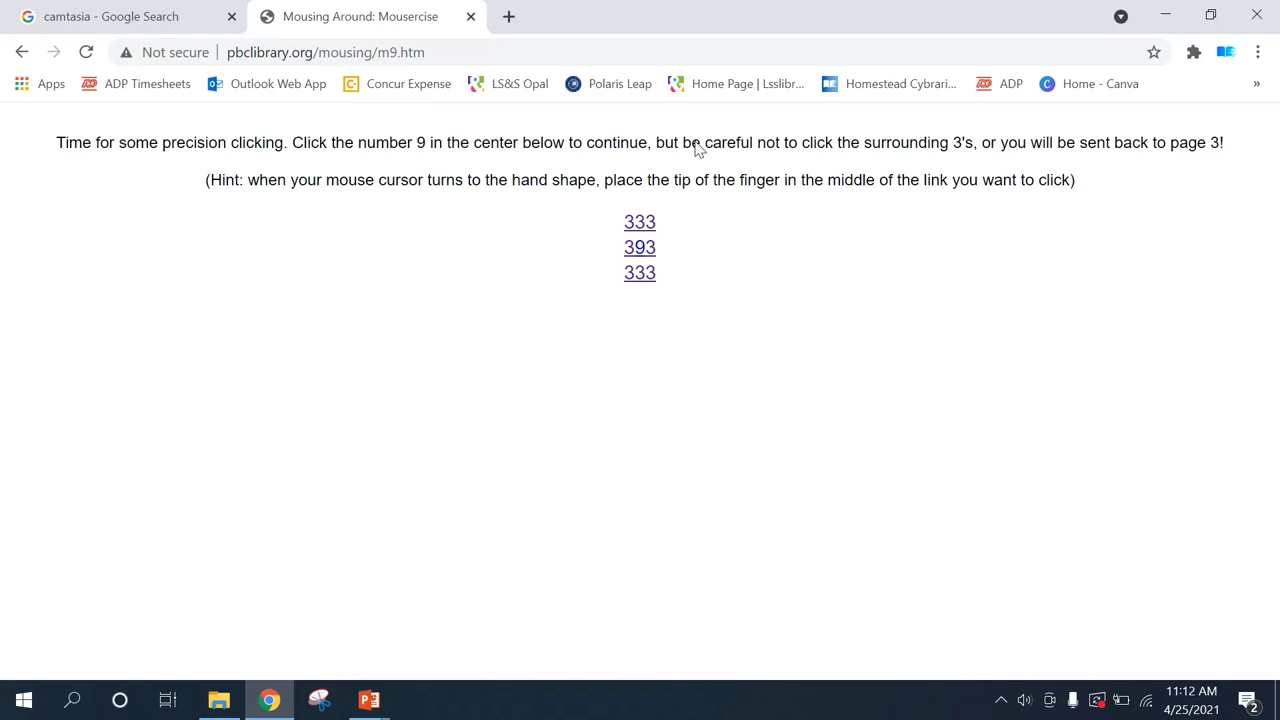 camtasia - Google Search
Mousing Around: Mousercise
Not secure
pbclibrary.org/mousing/m9.htm
Apps
ADP Timesheets
Outlook Web App
Concur Expense
LS&S Opal
Polaris Leap
Home Page | Lsslibr...
Homestead Cybrari...
ADP
Home - Canva
»
Time for some precision clicking. Click the number 9 in the center below to continue, but be careful not to click the surrounding 3's, or you will be sent back to page 3!
(Hint: when your mouse cursor turns to the hand shape, place the tip of the finger in the middle of the link you want to click)
333
393
333
11:12 AM
4/25/2021
2